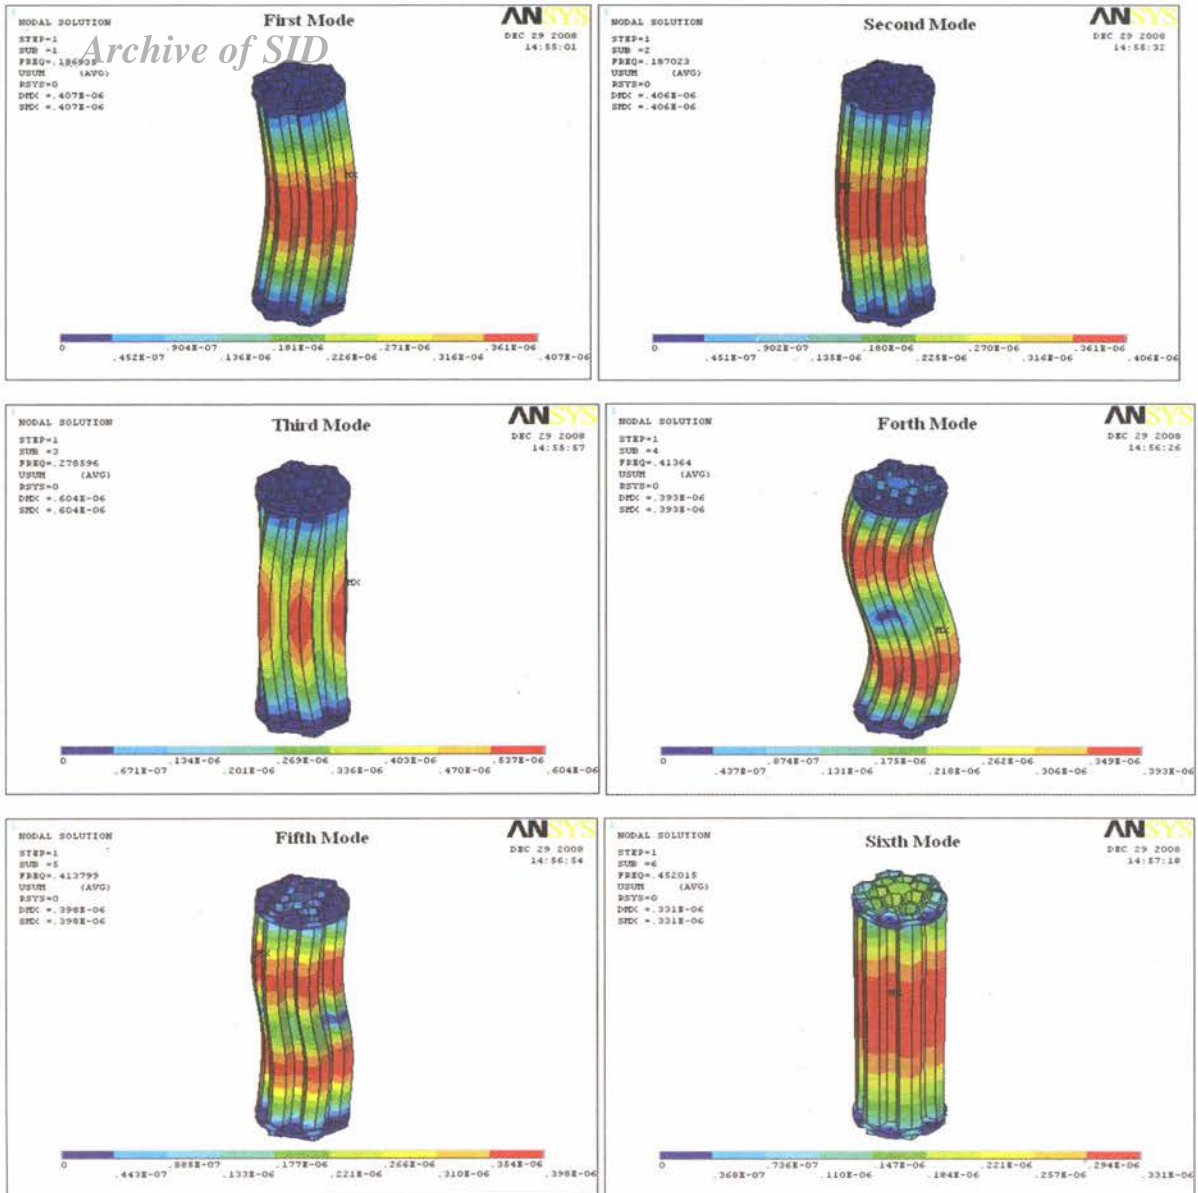 First Mode
ANSYS
NODAL SOLUTION
STEP=1
SUB =1
FREQ=.186935
USUM (AVG)
RSYS=0
DMX =.407E-06
SMX =.407E-06
DEC 29 2008
14:55:01
Archive of SID
MX
0 .904E-07 .181E-06 .271E-06 .361E-06
.452E-07 .136E-06 .226E-06 .316E-06 .407E-06
Second Mode
ANSYS
NODAL SOLUTION
STEP=1
SUB =2
FREQ=.187023
USUM (AVG)
RSYS=0
DMX =.406E-06
SMX =.406E-06
DEC 29 2008
14:55:32
MX
0 .902E-07 .180E-06 .270E-06 .361E-06
.451E-07 .135E-06 .225E-06 .316E-06 .406E-06
Third Mode
ANSYS
NODAL SOLUTION
STEP=1
SUB =3
FREQ=.278596
USUM (AVG)
RSYS=0
DMX =.604E-06
SMX =.604E-06
DEC 29 2008
14:55:57
MX
0 .134E-06 .269E-06 .403E-06 .537E-06
.671E-07 .201E-06 .336E-06 .470E-06 .604E-06
Forth Mode
ANSYS
NODAL SOLUTION
STEP=1
SUB =4
FREQ=.41364
USUM (AVG)
RSYS=0
DMX =.393E-06
SMX =.393E-06
DEC 29 2008
14:56:26
MX
0 .874E-07 .175E-06 .262E-06 .349E-06
.437E-07 .131E-06 .218E-06 .306E-06 .393E-06
Fifth Mode
ANSYS
NODAL SOLUTION
STEP=1
SUB =5
FREQ=.413799
USUM (AVG)
RSYS=0
DMX =.398E-06
SMX =.398E-06
DEC 29 2008
14:56:54
MX
0 .885E-07 .177E-06 .266E-06 .354E-06
.443E-07 .133E-06 .221E-06 .310E-06 .398E-06
Sixth Mode
ANSYS
NODAL SOLUTION
STEP=1
SUB =6
FREQ=.452015
USUM (AVG)
RSYS=0
DMX =.331E-06
SMX =.331E-06
DEC 29 2008
14:57:18
MX
0 .736E-07 .147E-06 .221E-06 .294E-06
.368E-07 .110E-06 .184E-06 .257E-06 .331E-06